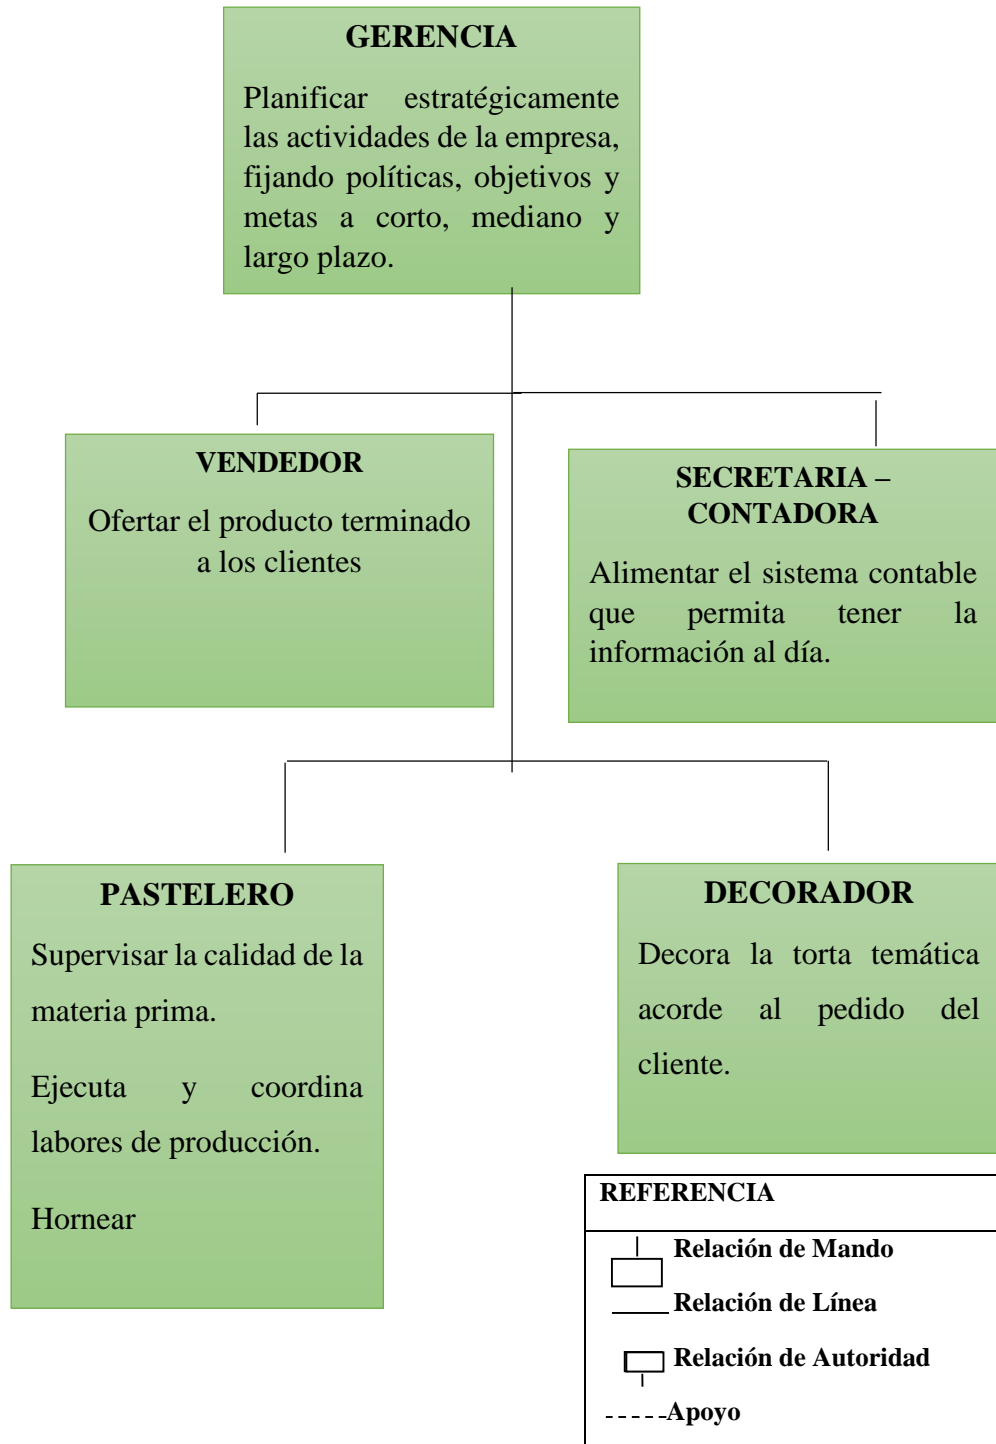 GERENCIA
Planificar estratégicamente
las actividades de la empresa,
fijando políticas, objetivos y
metas a corto, mediano y
largo plazo.
VENDEDOR
Ofertar el producto terminado
a los clientes
SECRETARIA –
CONTADORA
Alimentar el sistema contable
que permita tener la
información al día.
PASTELERO
Supervisar la calidad de la
materia prima.
Ejecuta y coordina
labores de producción.
Hornear
DECORADOR
Decora la torta temática
acorde al pedido del
cliente.
REFERENCIA
Relación de Mando
Relación de Línea
Relación de Autoridad
Apoyo